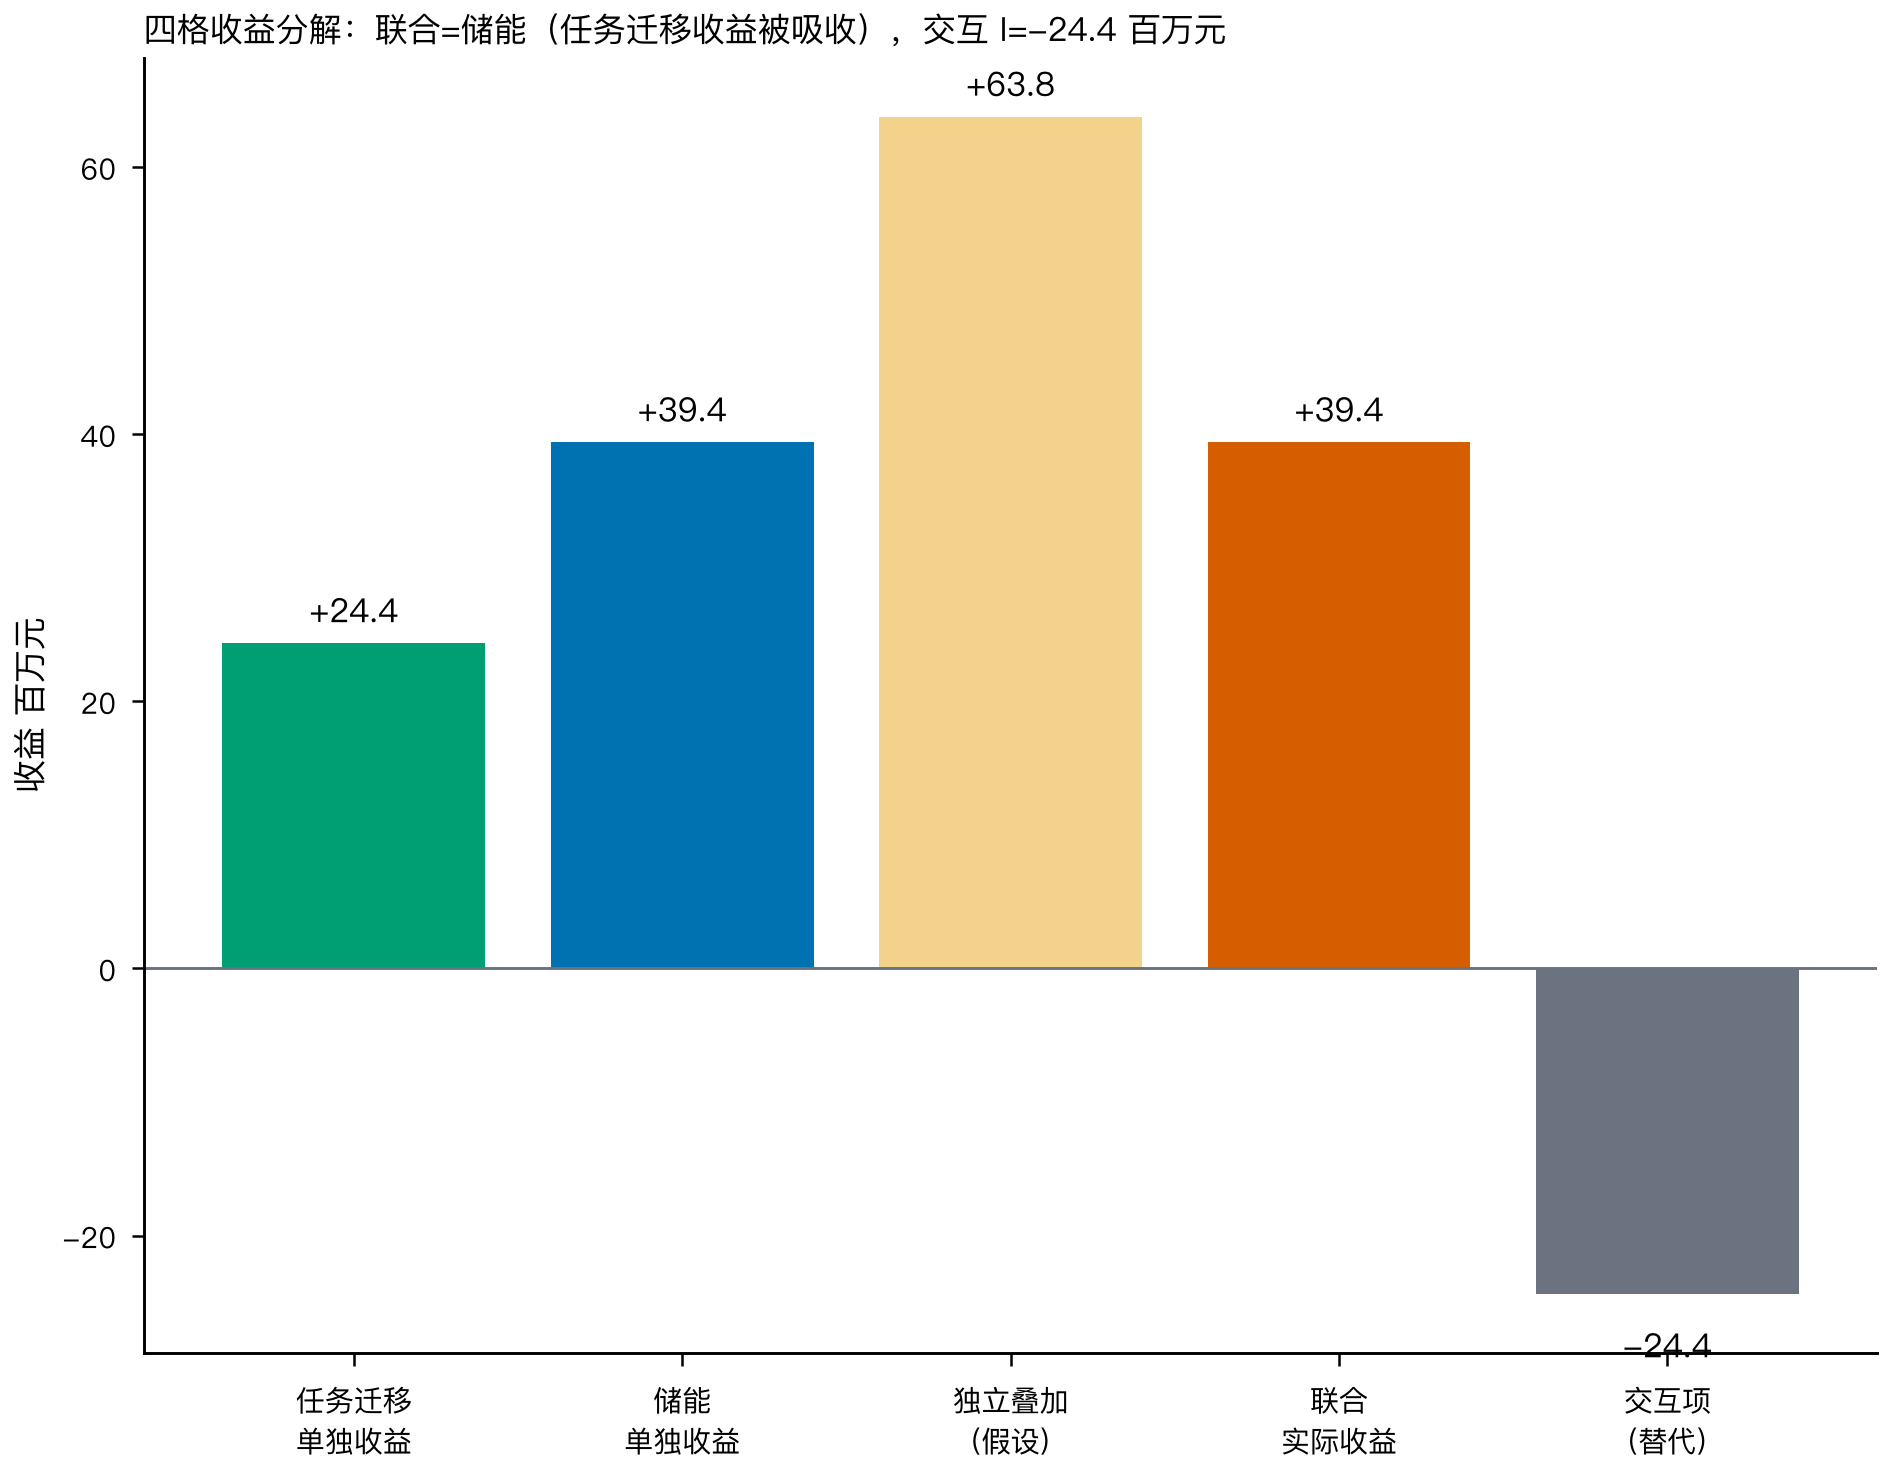 四格收益分解：联合=储能（任务迁移收益被吸收），交互 I=−24.4 百万元
收益 百万元
60
40
20
0
−20
+24.4
+39.4
+63.8
+39.4
−24.4
任务迁移
单独收益
储能
单独收益
独立叠加
（假设）
联合
实际收益
交互项
（替代）